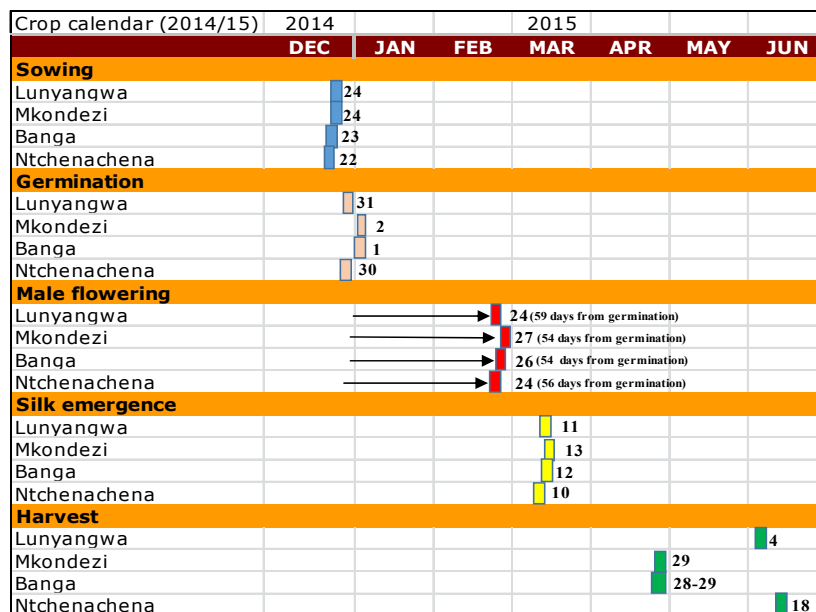 Crop calendar (2014/15) 2014 2015
DEC JAN FEB MAR APR MAY JUN
Sowing
Lunyangwa 24
Mkondezi 24
Banga 23
Ntchenachena 22
Germination
Lunyangwa 31
Mkondezi 2
Banga 1
Ntchenachena 30
Male flowering
Lunyangwa 24 (59 days from germination)
Mkondezi 27 (54 days from germination)
Banga 26 (54 days from germination)
Ntchenachena 24 (56 days from germination)
Silk emergence
Lunyangwa 11
Mkondezi 13
Banga 12
Ntchenachena 10
Harvest
Lunyangwa 4
Mkondezi 29
Banga 28-29
Ntchenachena 18